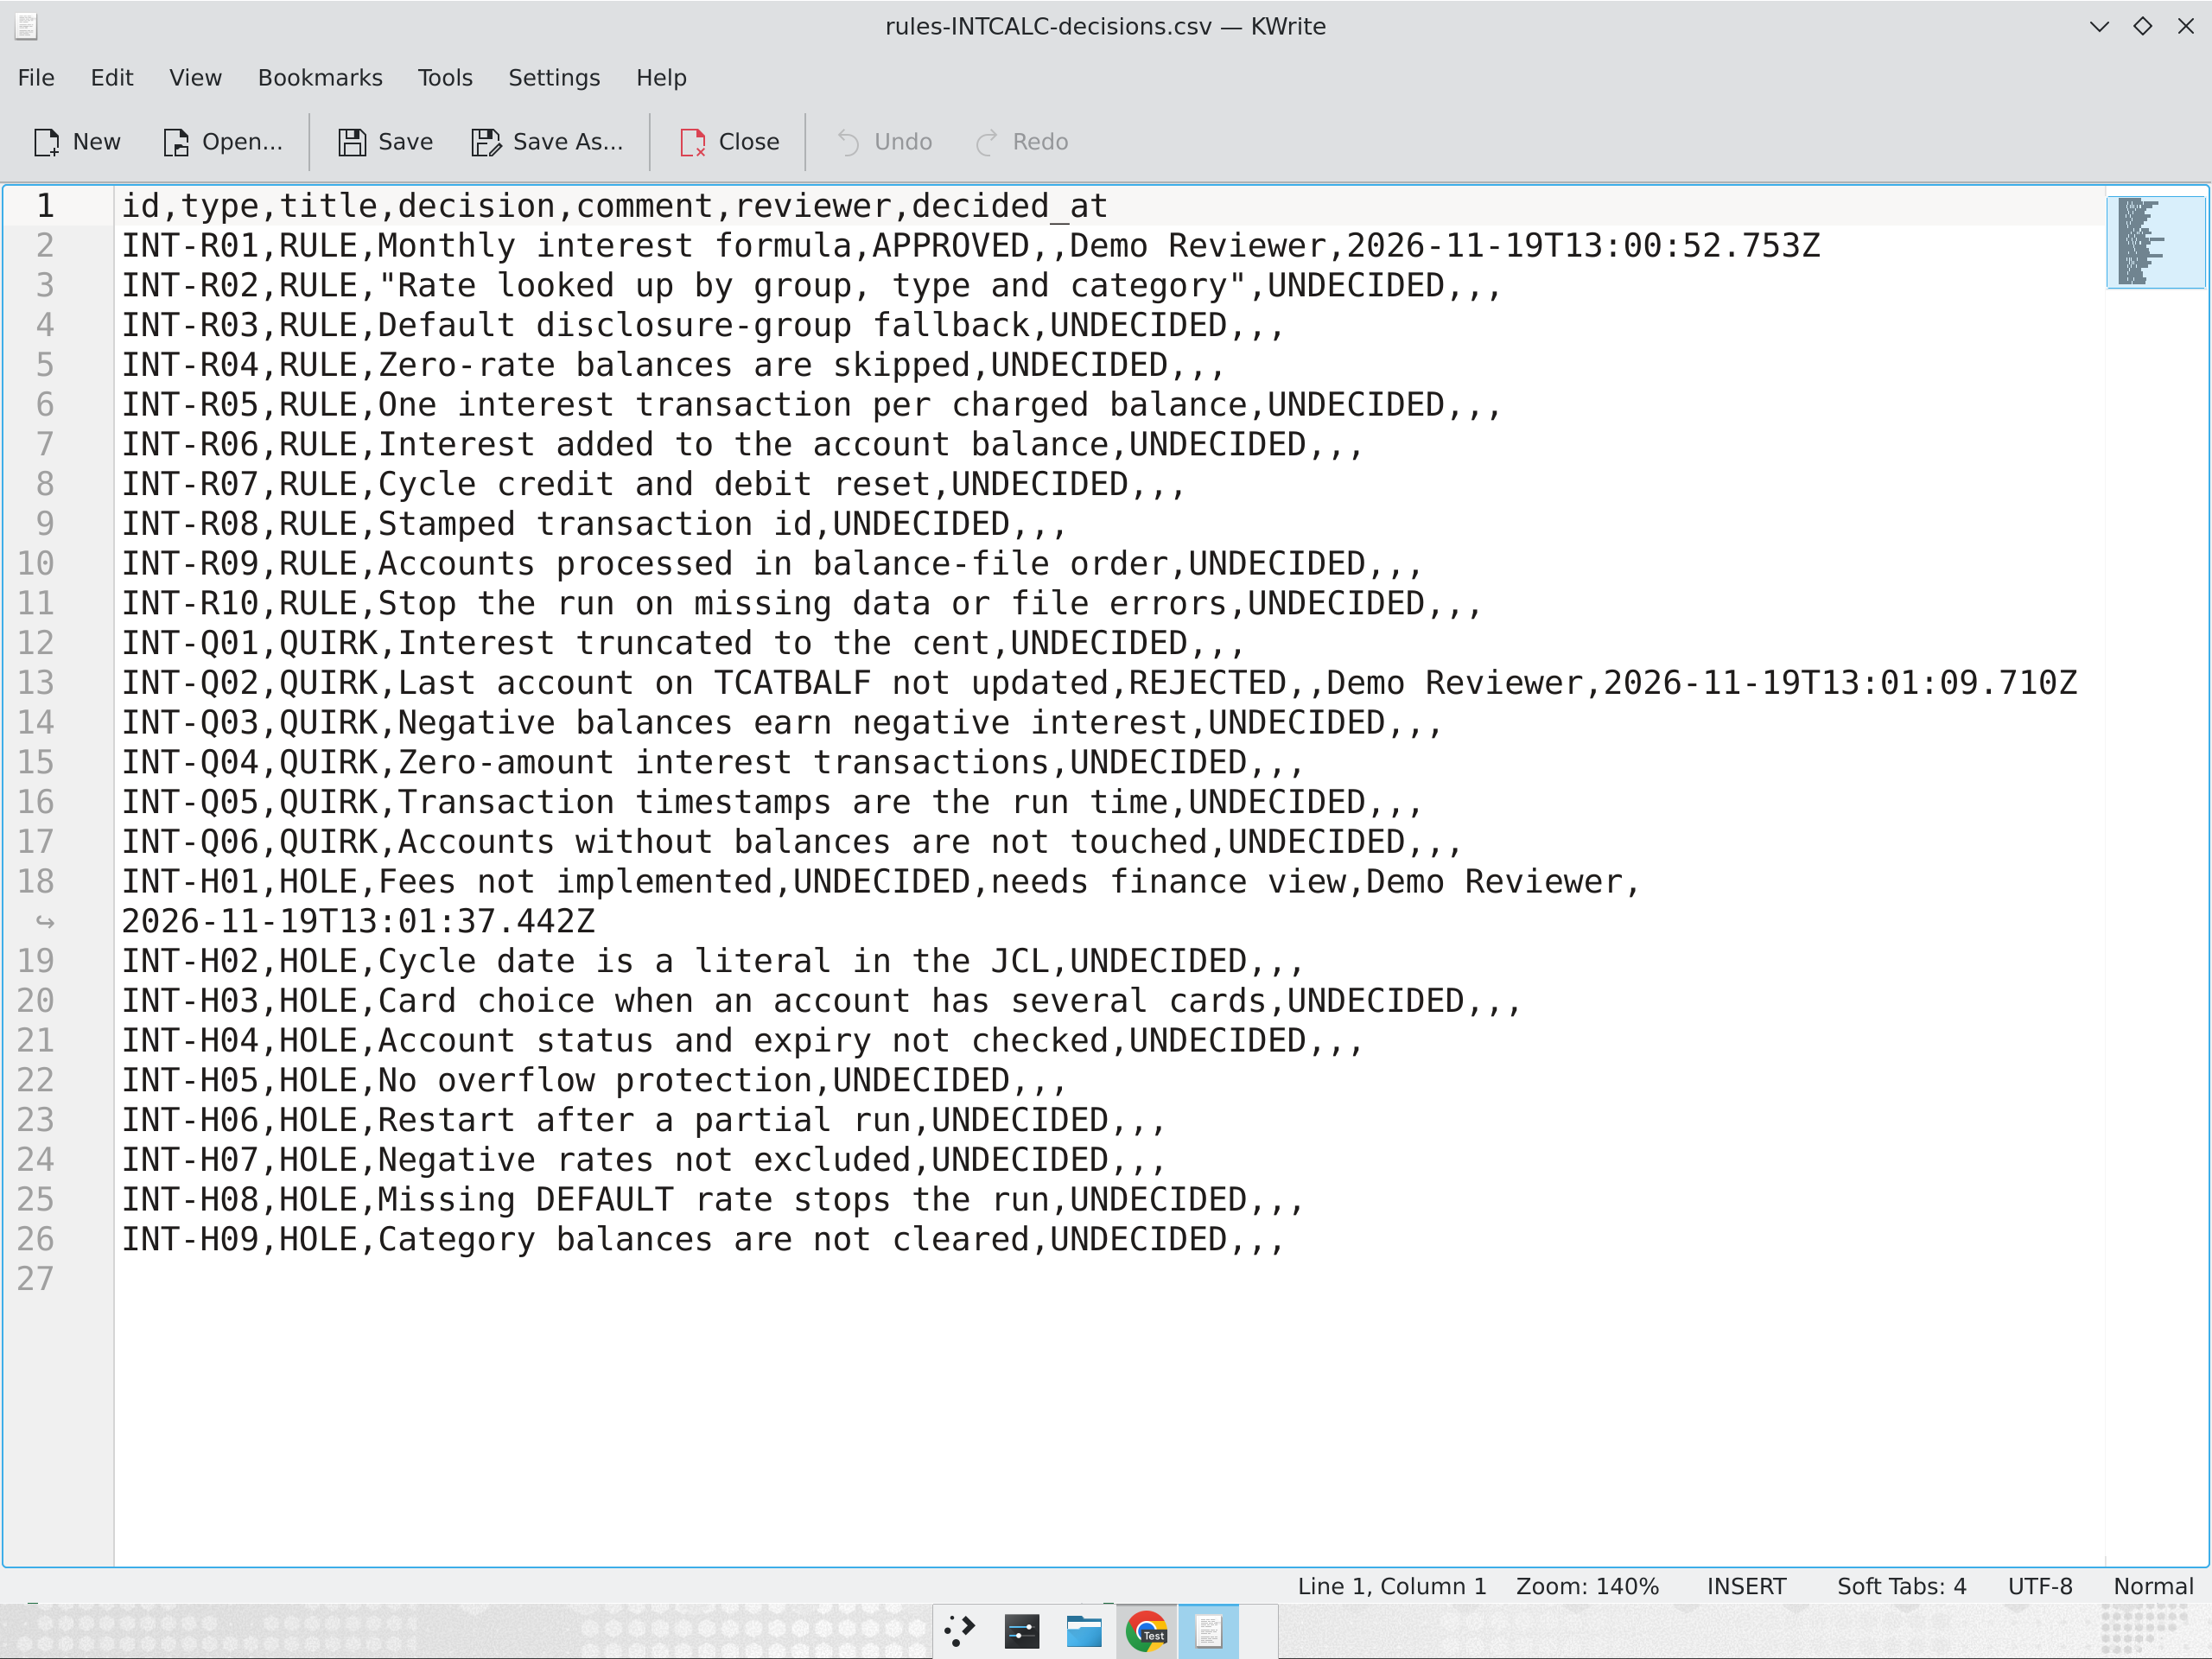 rules-INTCALC-decisions.csv — KWrite
File Edit View Bookmarks Tools Settings Help
New Open... Save Save As... Close Undo Redo
1 id,type,title,decision,comment,reviewer,decided_at
2 INT-R01,RULE,Monthly interest formula,APPROVED,,Demo Reviewer,2026-11-19T13:00:52.753Z
3 INT-R02,RULE,"Rate looked up by group, type and category",UNDECIDED,,,
4 INT-R03,RULE,Default disclosure-group fallback,UNDECIDED,,,
5 INT-R04,RULE,Zero-rate balances are skipped,UNDECIDED,,,
6 INT-R05,RULE,One interest transaction per charged balance,UNDECIDED,,,
7 INT-R06,RULE,Interest added to the account balance,UNDECIDED,,,
8 INT-R07,RULE,Cycle credit and debit reset,UNDECIDED,,,
9 INT-R08,RULE,Stamped transaction id,UNDECIDED,,,
10 INT-R09,RULE,Accounts processed in balance-file order,UNDECIDED,,,
11 INT-R10,RULE,Stop the run on missing data or file errors,UNDECIDED,,,
12 INT-Q01,QUIRK,Interest truncated to the cent,UNDECIDED,,,
13 INT-Q02,QUIRK,Last account on TCATBALF not updated,REJECTED,,Demo Reviewer,2026-11-19T13:01:09.710Z
14 INT-Q03,QUIRK,Negative balances earn negative interest,UNDECIDED,,,
15 INT-Q04,QUIRK,Zero-amount interest transactions,UNDECIDED,,,
16 INT-Q05,QUIRK,Transaction timestamps are the run time,UNDECIDED,,,
17 INT-Q06,QUIRK,Accounts without balances are not touched,UNDECIDED,,,
18 INT-H01,HOLE,Fees not implemented,UNDECIDED,needs finance view,Demo Reviewer,
↪ 2026-11-19T13:01:37.442Z
19 INT-H02,HOLE,Cycle date is a literal in the JCL,UNDECIDED,,,
20 INT-H03,HOLE,Card choice when an account has several cards,UNDECIDED,,,
21 INT-H04,HOLE,Account status and expiry not checked,UNDECIDED,,,
22 INT-H05,HOLE,No overflow protection,UNDECIDED,,,
23 INT-H06,HOLE,Restart after a partial run,UNDECIDED,,,
24 INT-H07,HOLE,Negative rates not excluded,UNDECIDED,,,
25 INT-H08,HOLE,Missing DEFAULT rate stops the run,UNDECIDED,,,
26 INT-H09,HOLE,Category balances are not cleared,UNDECIDED,,,
27
Line 1, Column 1 Zoom: 140% INSERT Soft Tabs: 4 UTF-8 Normal
Test